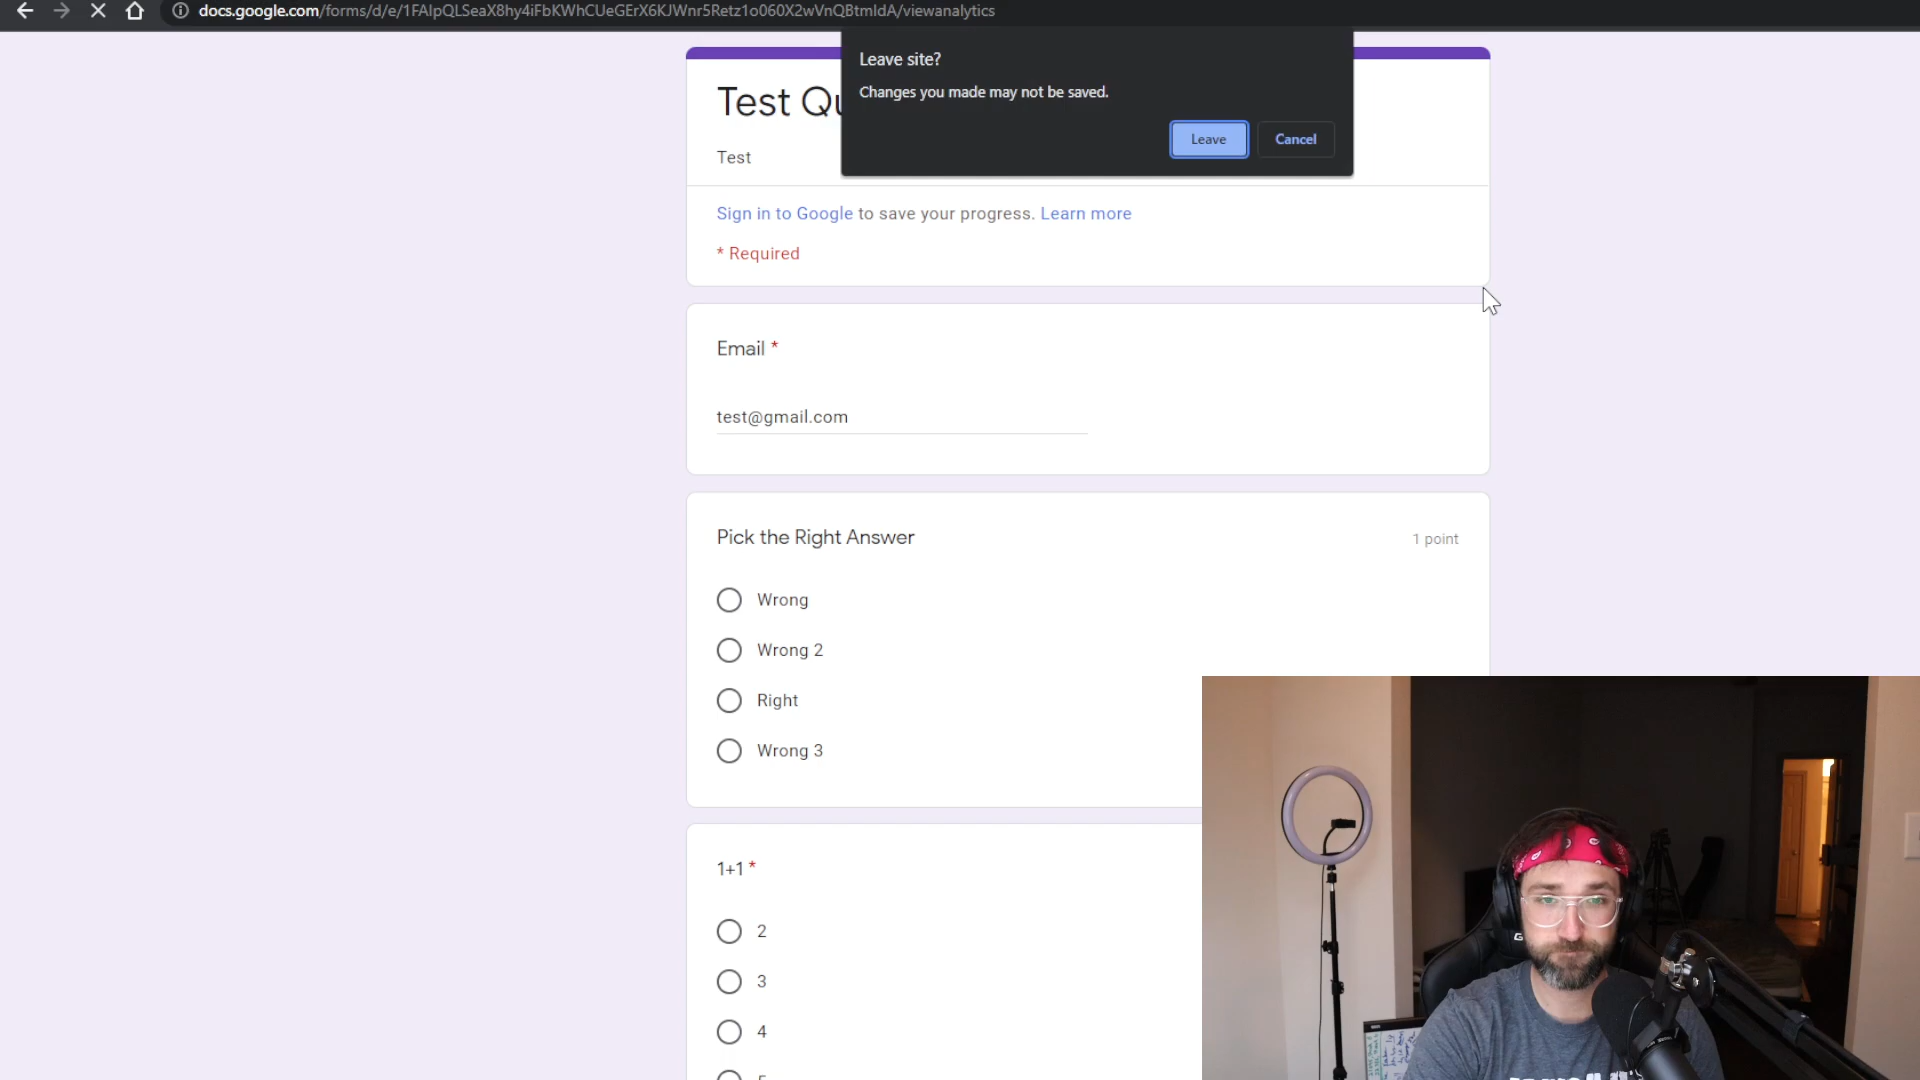 docs.google.com/forms/d/e/1FAIpQLSeaX8hy4iFbKWhCUeGErX6KJWnr5Retz1o060X2wVnQBtmIdA/viewanalytics
Leave site?
Changes you made may not be saved.
Leave Cancel
Test
Test
Sign in to Google to save your progress. Learn more
* Required
Email *
test@gmail.com
Pick the Right Answer
1 point
Wrong
Wrong 2
Right
Wrong 3
1+1 *
2
3
4